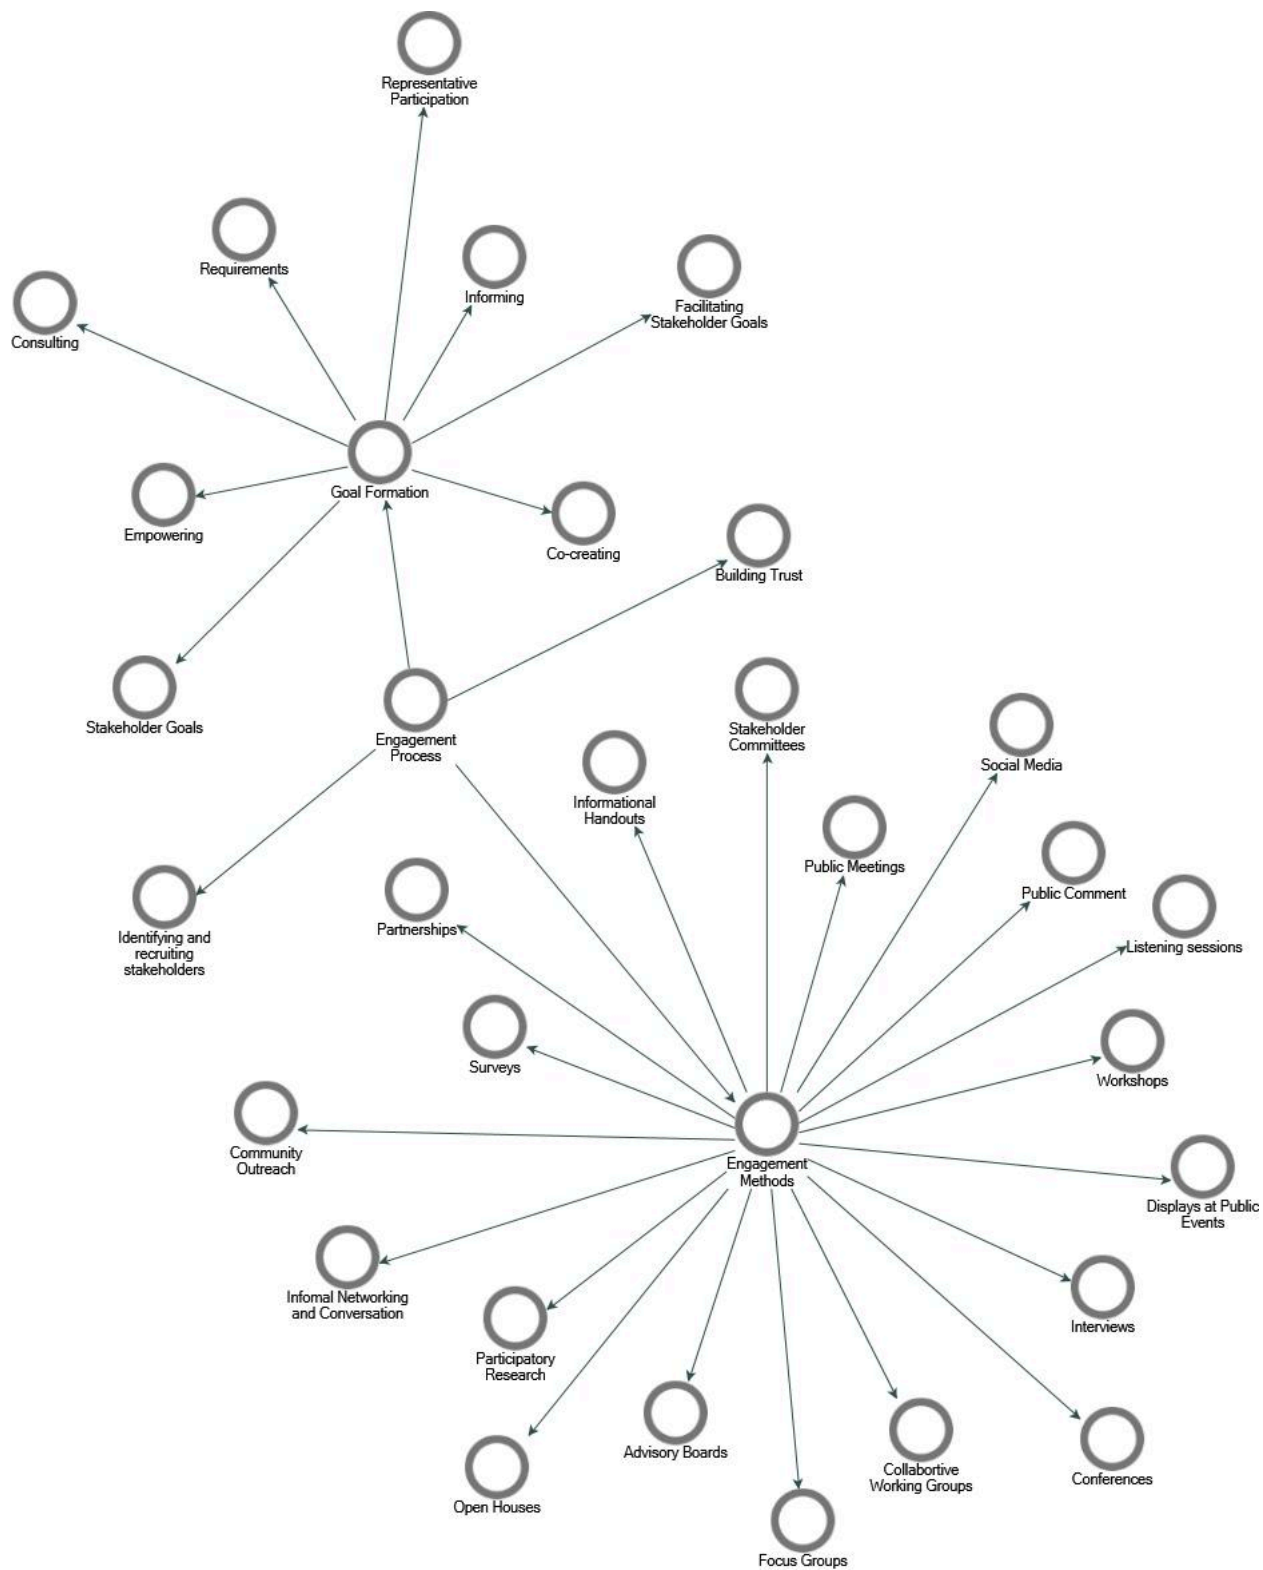 Representative
Participation
Requirements
Informing
Facilitating
Stakeholder Goals
Consulting
Goal Formation
Empowering
Co-creating
Building Trust
Stakeholder Goals
Engagement
Process
Stakeholder
Committees
Social Media
Informational
Handouts
Public Meetings
Public Comment
Partnerships
Listening sessions
Identifying and
recruiting
stakeholders
Surveys
Workshops
Community
Outreach
Engagement
Methods
Displays at Public
Events
Infomal Networking
and Conversation
Interviews
Participatory
Research
Advisory Boards
Collabortive
Working Groups
Conferences
Open Houses
Focus Groups